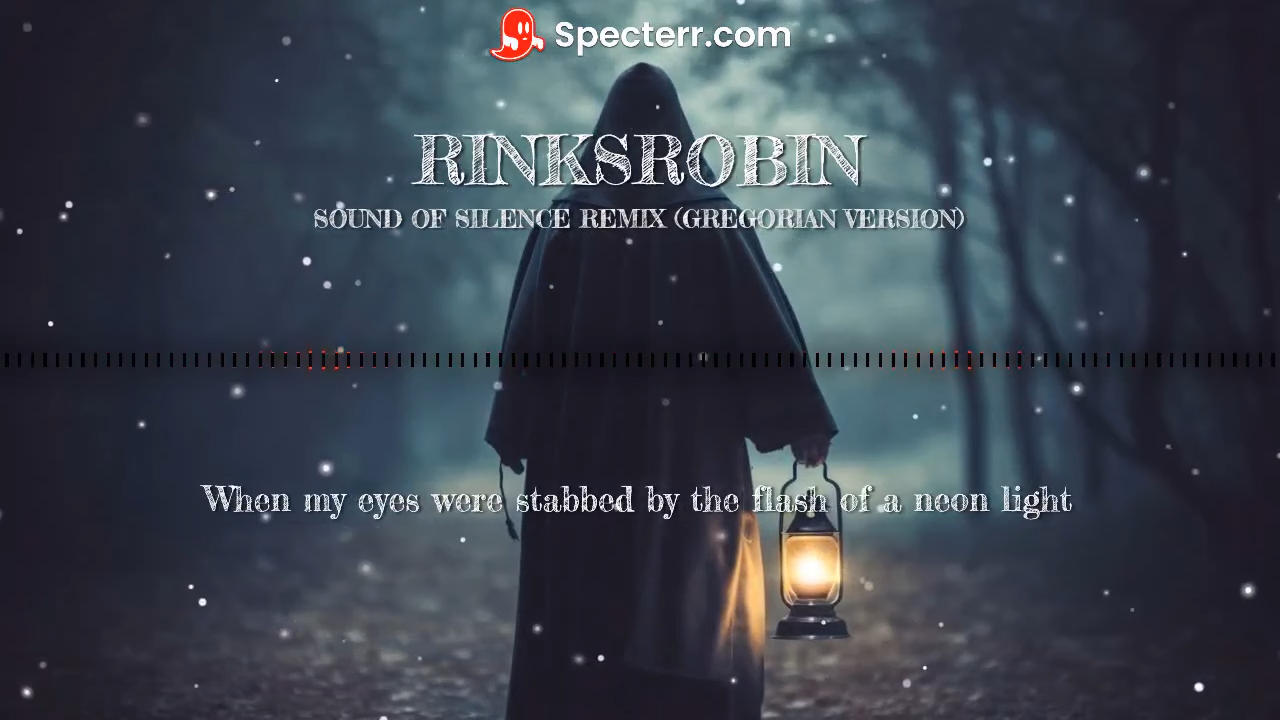 Specterr.com
RINKSROBIN
SOUND OF SILENCE REMIX (GREGORIAN VERSION)
When my eyes were stabbed by the flash of a neon light